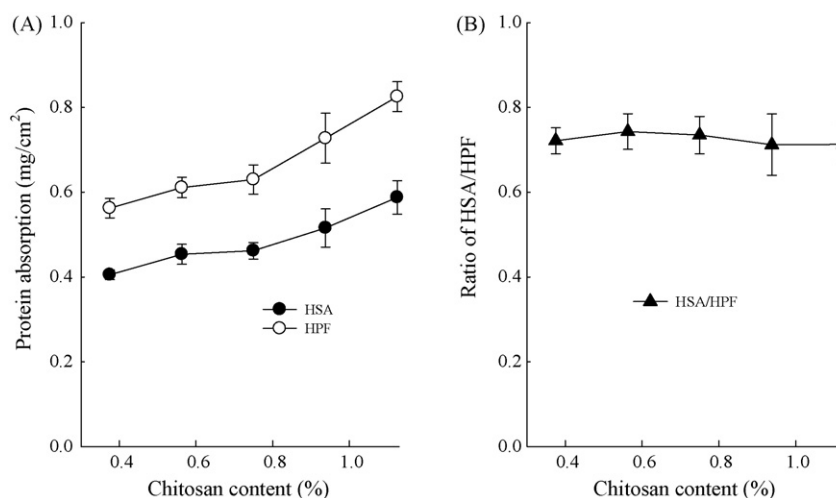 (A)
1.0
0.8
0.6
0.4
0.2
0.0
Protein absorption (mg/cm²)
HSA
HPF
0.4 0.6 0.8 1.0
Chitosan content (%)
(B)
1.0
0.8
0.6
0.4
0.2
0.0
Ratio of HSA/HPF
HSA/HPF
0.4 0.6 0.8 1.0
Chitosan content (%)